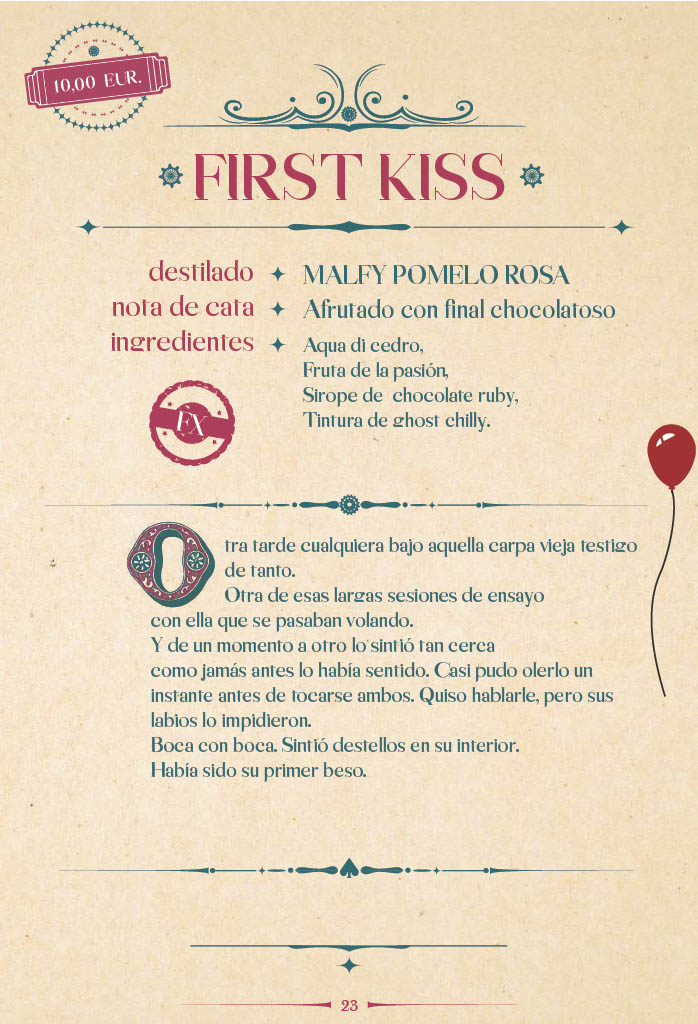 10,00 EUR.
FIRST KISS
destilado MALFY POMELO ROSA
nota de cata Afrutado con final chocolatoso
ingredientes Aqua di cedro,
Fruta de la pasión,
Sirope de chocolate ruby,
Tintura de ghost chilly.
FX
Otra tarde cualquiera bajo aquella carpa vieja testigo
de tanto.
Otra de esas largas sesiones de ensayo
con ella que se pasaban volando.
Y de un momento a otro lo sintió tan cerca
como jamás antes lo había sentido. Casi pudo olerlo un
instante antes de tocarse ambos. Quiso hablarle, pero sus
labios lo impidieron.
Boca con boca. Sintió destellos en su interior.
Había sido su primer beso.
23